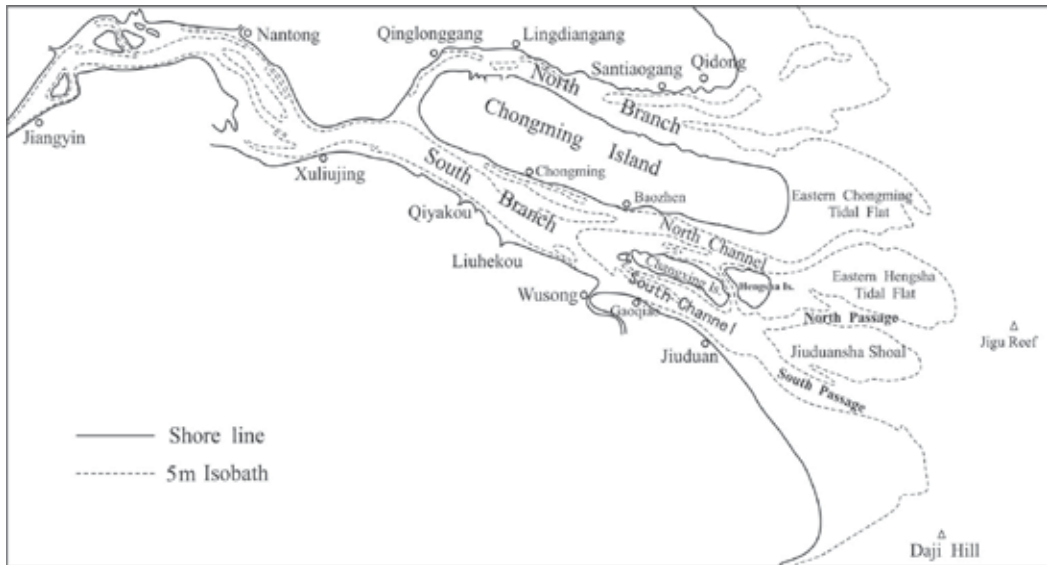 Nantong
Qinglonggang
Lingdiangang
Santiaogang
Qidong
Jiangyin
North
Branch
Chongming
Island
Xuliujing
South
Branch
Chongming
Baozhen
Eastern Chongming
Tidal Flat
Qiyakou
North Channel
Liuhekou
Changxing Is.
Hengsha Is.
Eastern Hengsha
Tidal Flat
Wusong
Gaoqiao
South Channel
North Passage
Jigu Reef
Jiuduan
Jiuduansha Shoal
South Passage
Shore line
5m Isobath
Daji Hill